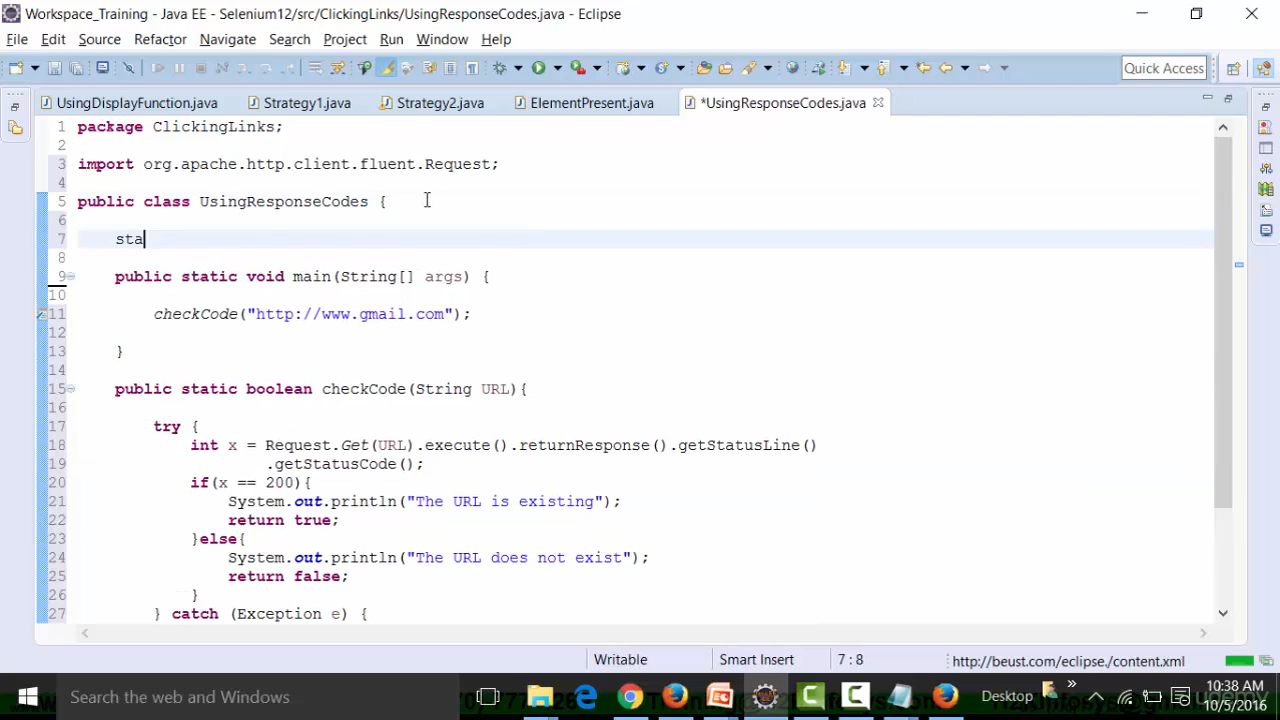 Workspace_Training - Java EE - Selenium12/src/ClickingLinks/UsingResponseCodes.java - Eclipse
File Edit Source Refactor Navigate Search Project Run Window Help
Quick Access
UsingDisplayFunction.java Strategy1.java Strategy2.java ElementPresent.java *UsingResponseCodes.java
1 package ClickingLinks;
2
3 import org.apache.http.client.fluent.Request;
4
5 public class UsingResponseCodes {
6
7 sta
8
9 public static void main(String[] args) {
10
11 checkCode("http://www.gmail.com");
12
13 }
14
15 public static boolean checkCode(String URL){
16
17 try {
18 int x = Request.Get(URL).execute().returnResponse().getStatusLine()
19 .getStatusCode();
20 if(x == 200){
21 System.out.println("The URL is existing");
22 return true;
23 }else{
24 System.out.println("The URL does not exist");
25 return false;
26 }
27 } catch (Exception e) {
Writable Smart Insert 7 : 8 http://beust.com/eclipse./content.xml
Search the web and Windows
Desktop
10:38 AM
10/5/2016